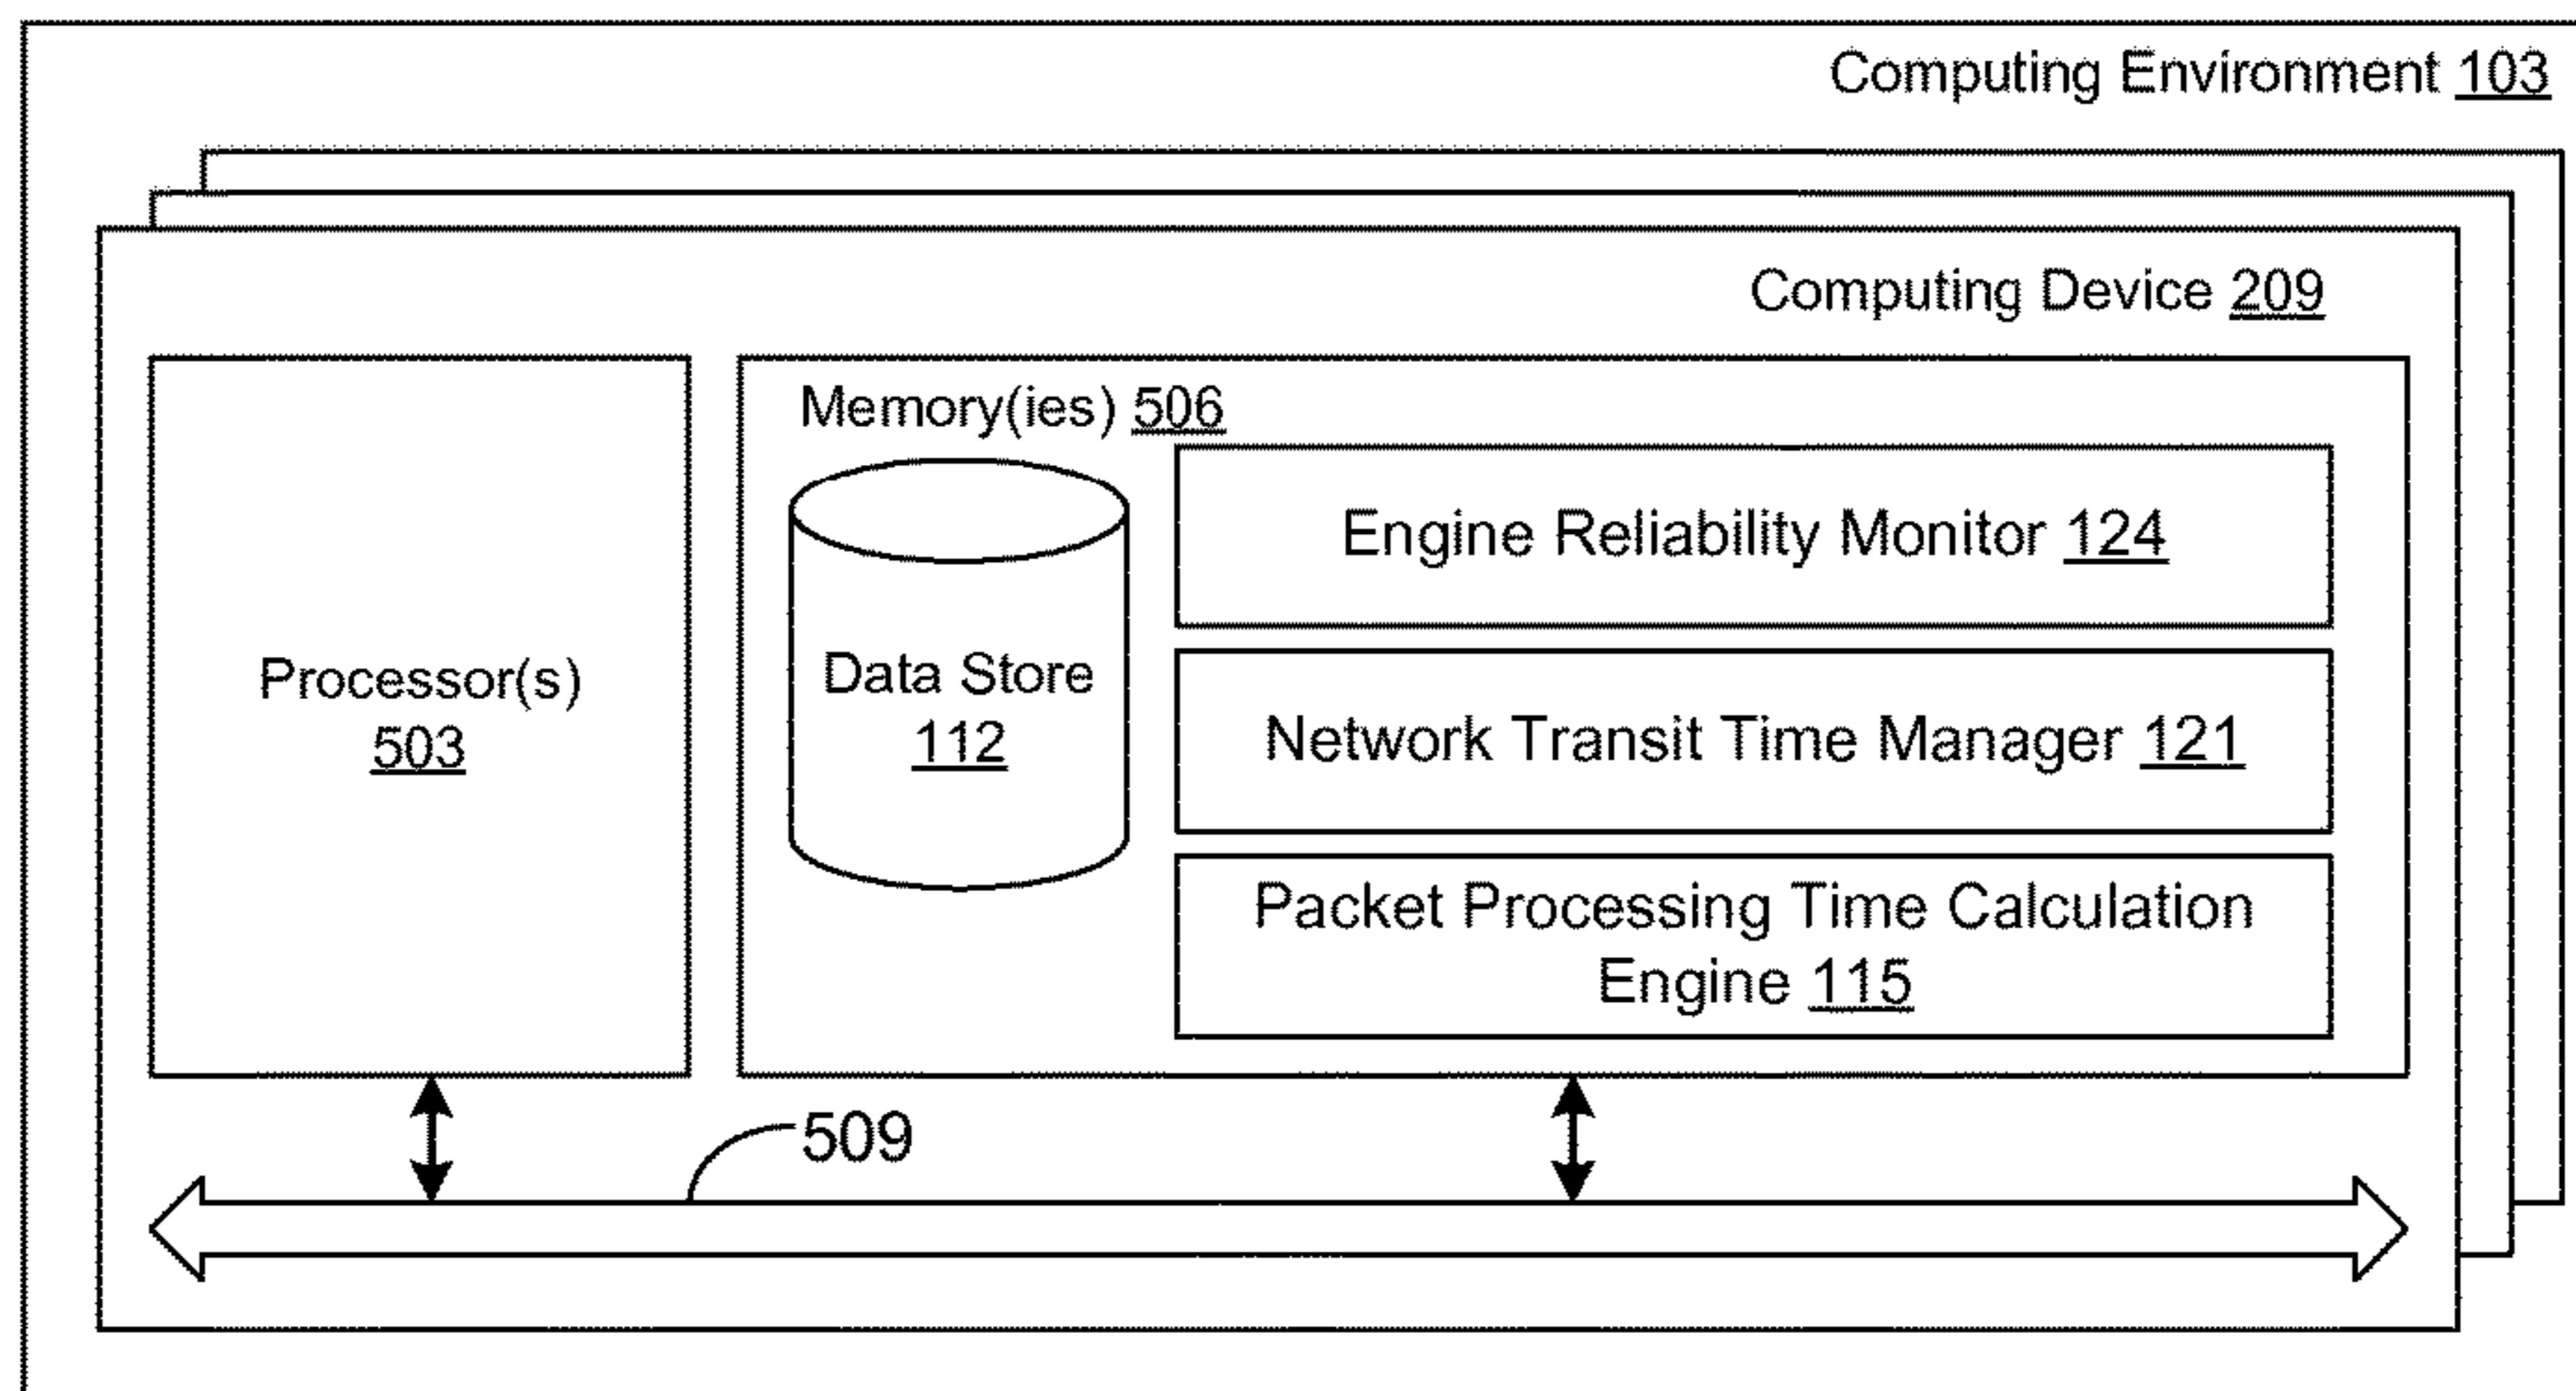 Computing Environment 103
Computing Device 209
Processor(s)
503
Memory(ies) 506
Data Store
112
Engine Reliability Monitor 124
Network Transit Time Manager 121
Packet Processing Time Calculation
Engine 115
509